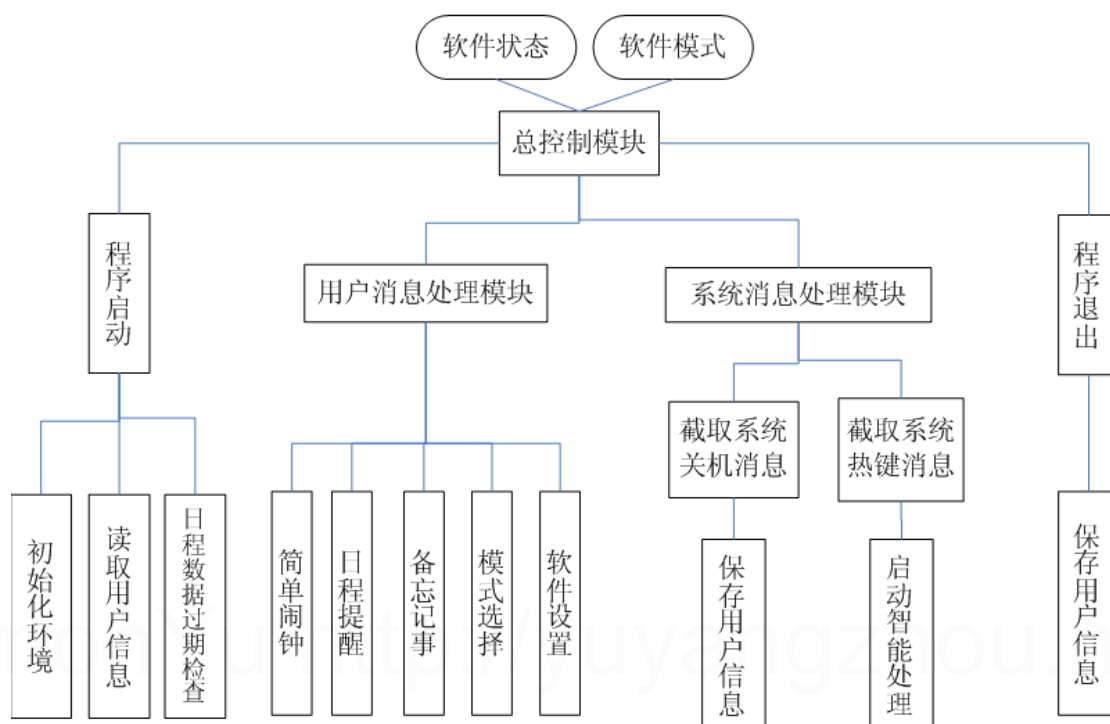 软件状态
软件模式
总控制模块
程序启动
用户消息处理模块
系统消息处理模块
程序退出
截取系统
关机消息
截取系统
热键消息
初始化环境
读取用户信息
日程数据过期检查
简单闹钟
日程提醒
备忘记事
模式选择
软件设置
保存用户信息
启动智能处理
保存用户信息